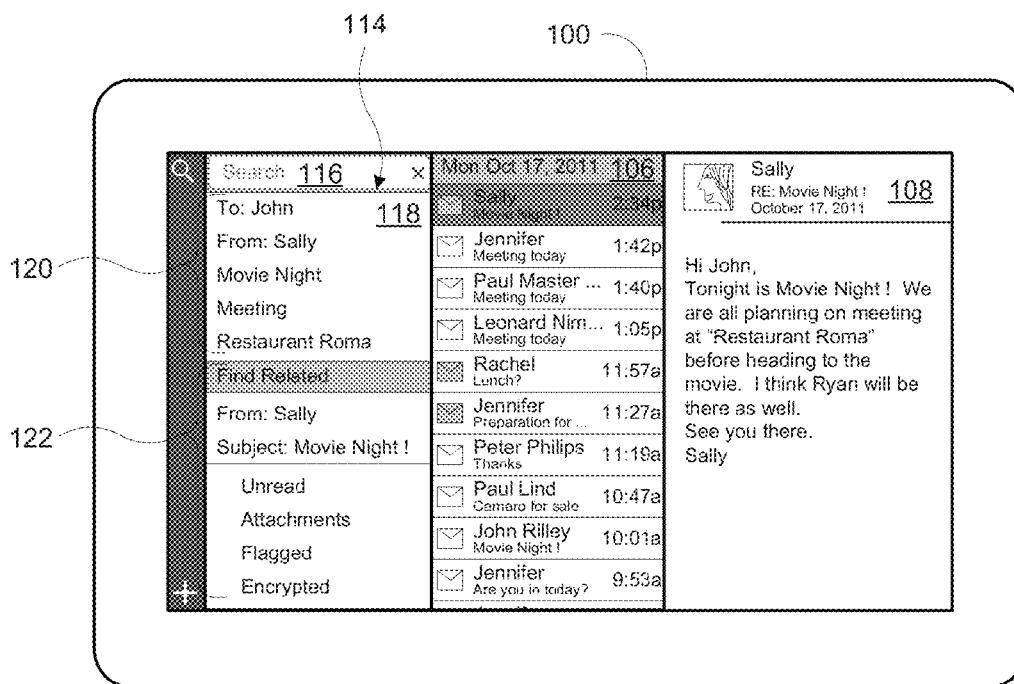 114
100
Search 116 ×
To: John 118
From: Sally
Movie Night
Meeting
Restaurant Roma
Find Related
From: Sally
Subject: Movie Night !
Unread
Attachments
Flagged
Encrypted
120
122
Mon Oct 17, 2011 106
Sally
Movie Night !
2:34p
Jennifer
Meeting today
1:42p
Paul Master ...
Meeting today
1:40p
Leonard Nim...
Meeting today
1:05p
Rachel
Lunch?
11:57a
Jennifer
Preparation for ...
11:27a
Peter Philips
Thanks
11:19a
Paul Lind
Camaro for sale
10:47a
John Rilley
Movie Night !
10:01a
Jennifer
Are you in today?
9:53a
Sally
RE: Movie Night !
October 17, 2011
108
Hi John,
Tonight is Movie Night ! We
are all planning on meeting
at "Restaurant Roma"
before heading to the
movie. I think Ryan will be
there as well.
See you there.
Sally